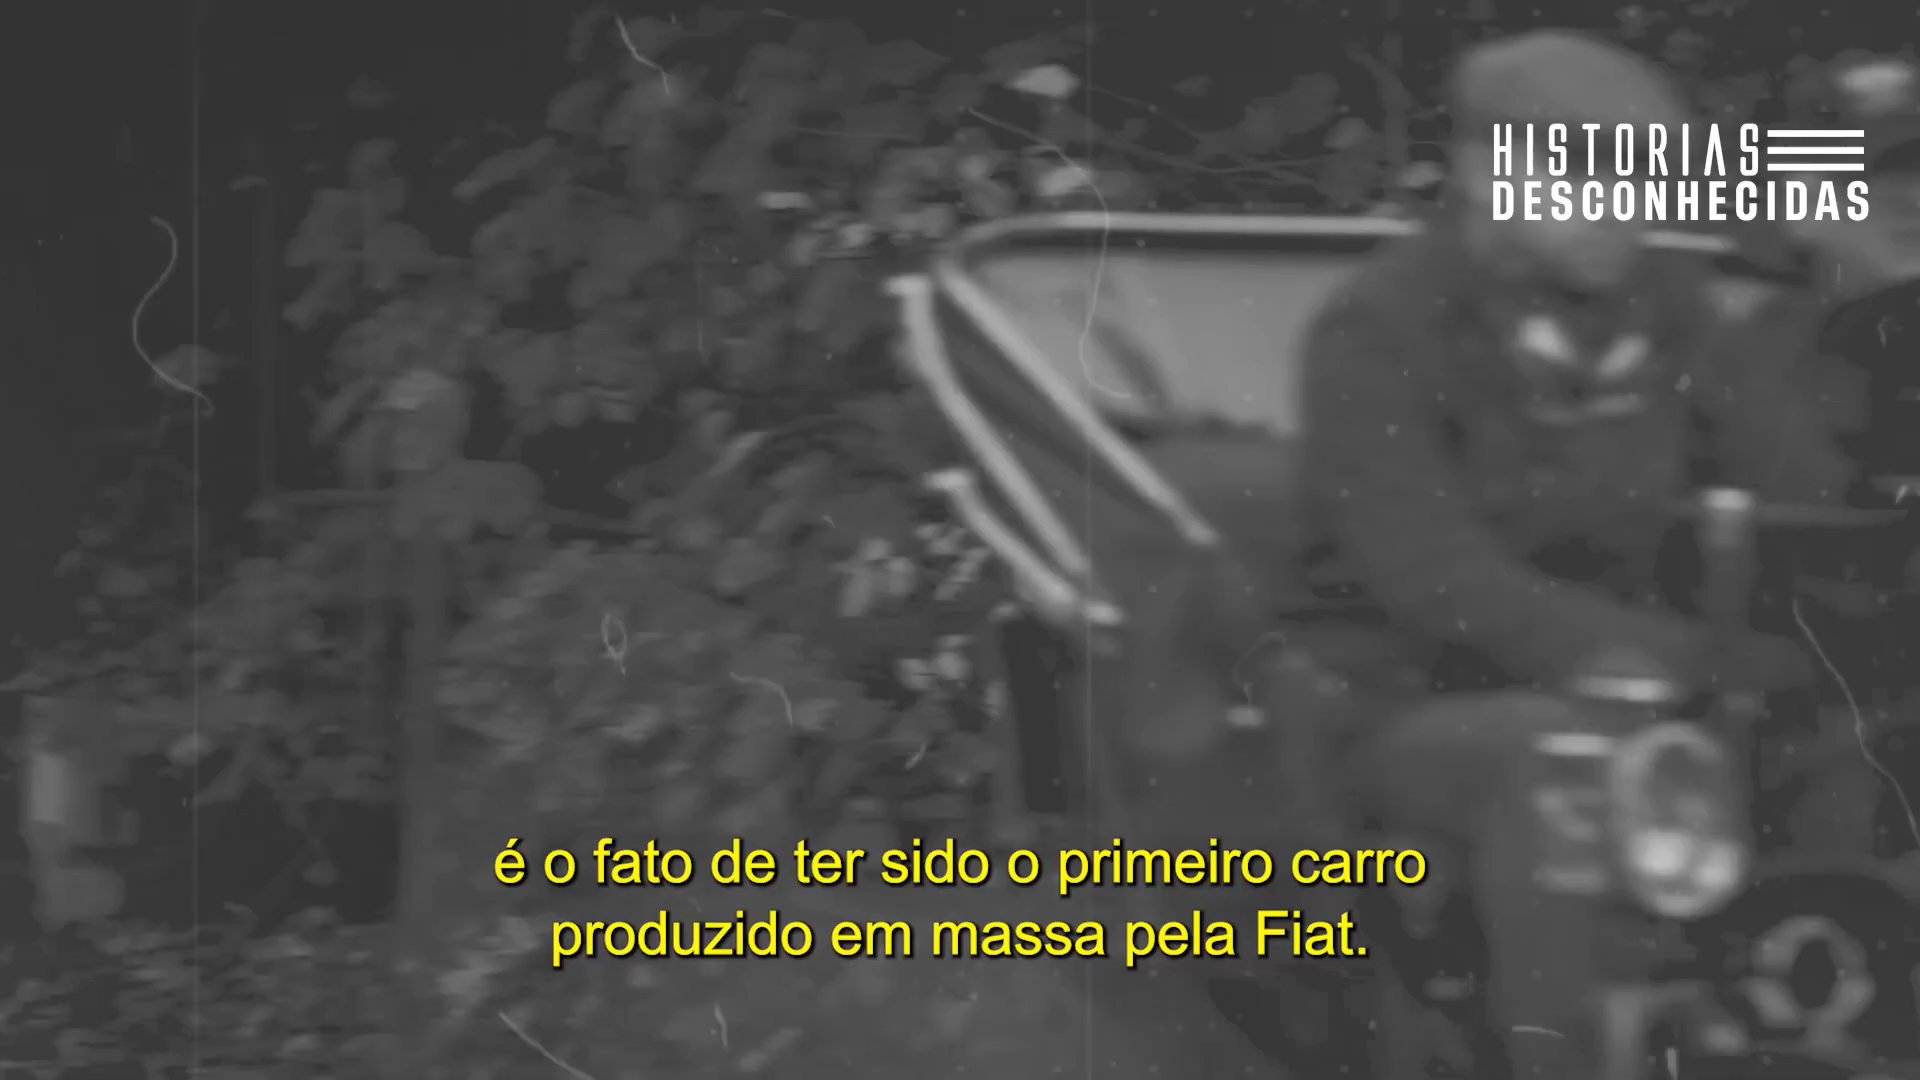 HISTORIAS
DESCONHECIDAS
é o fato de ter sido o primeiro carro
produzido em massa pela Fiat.